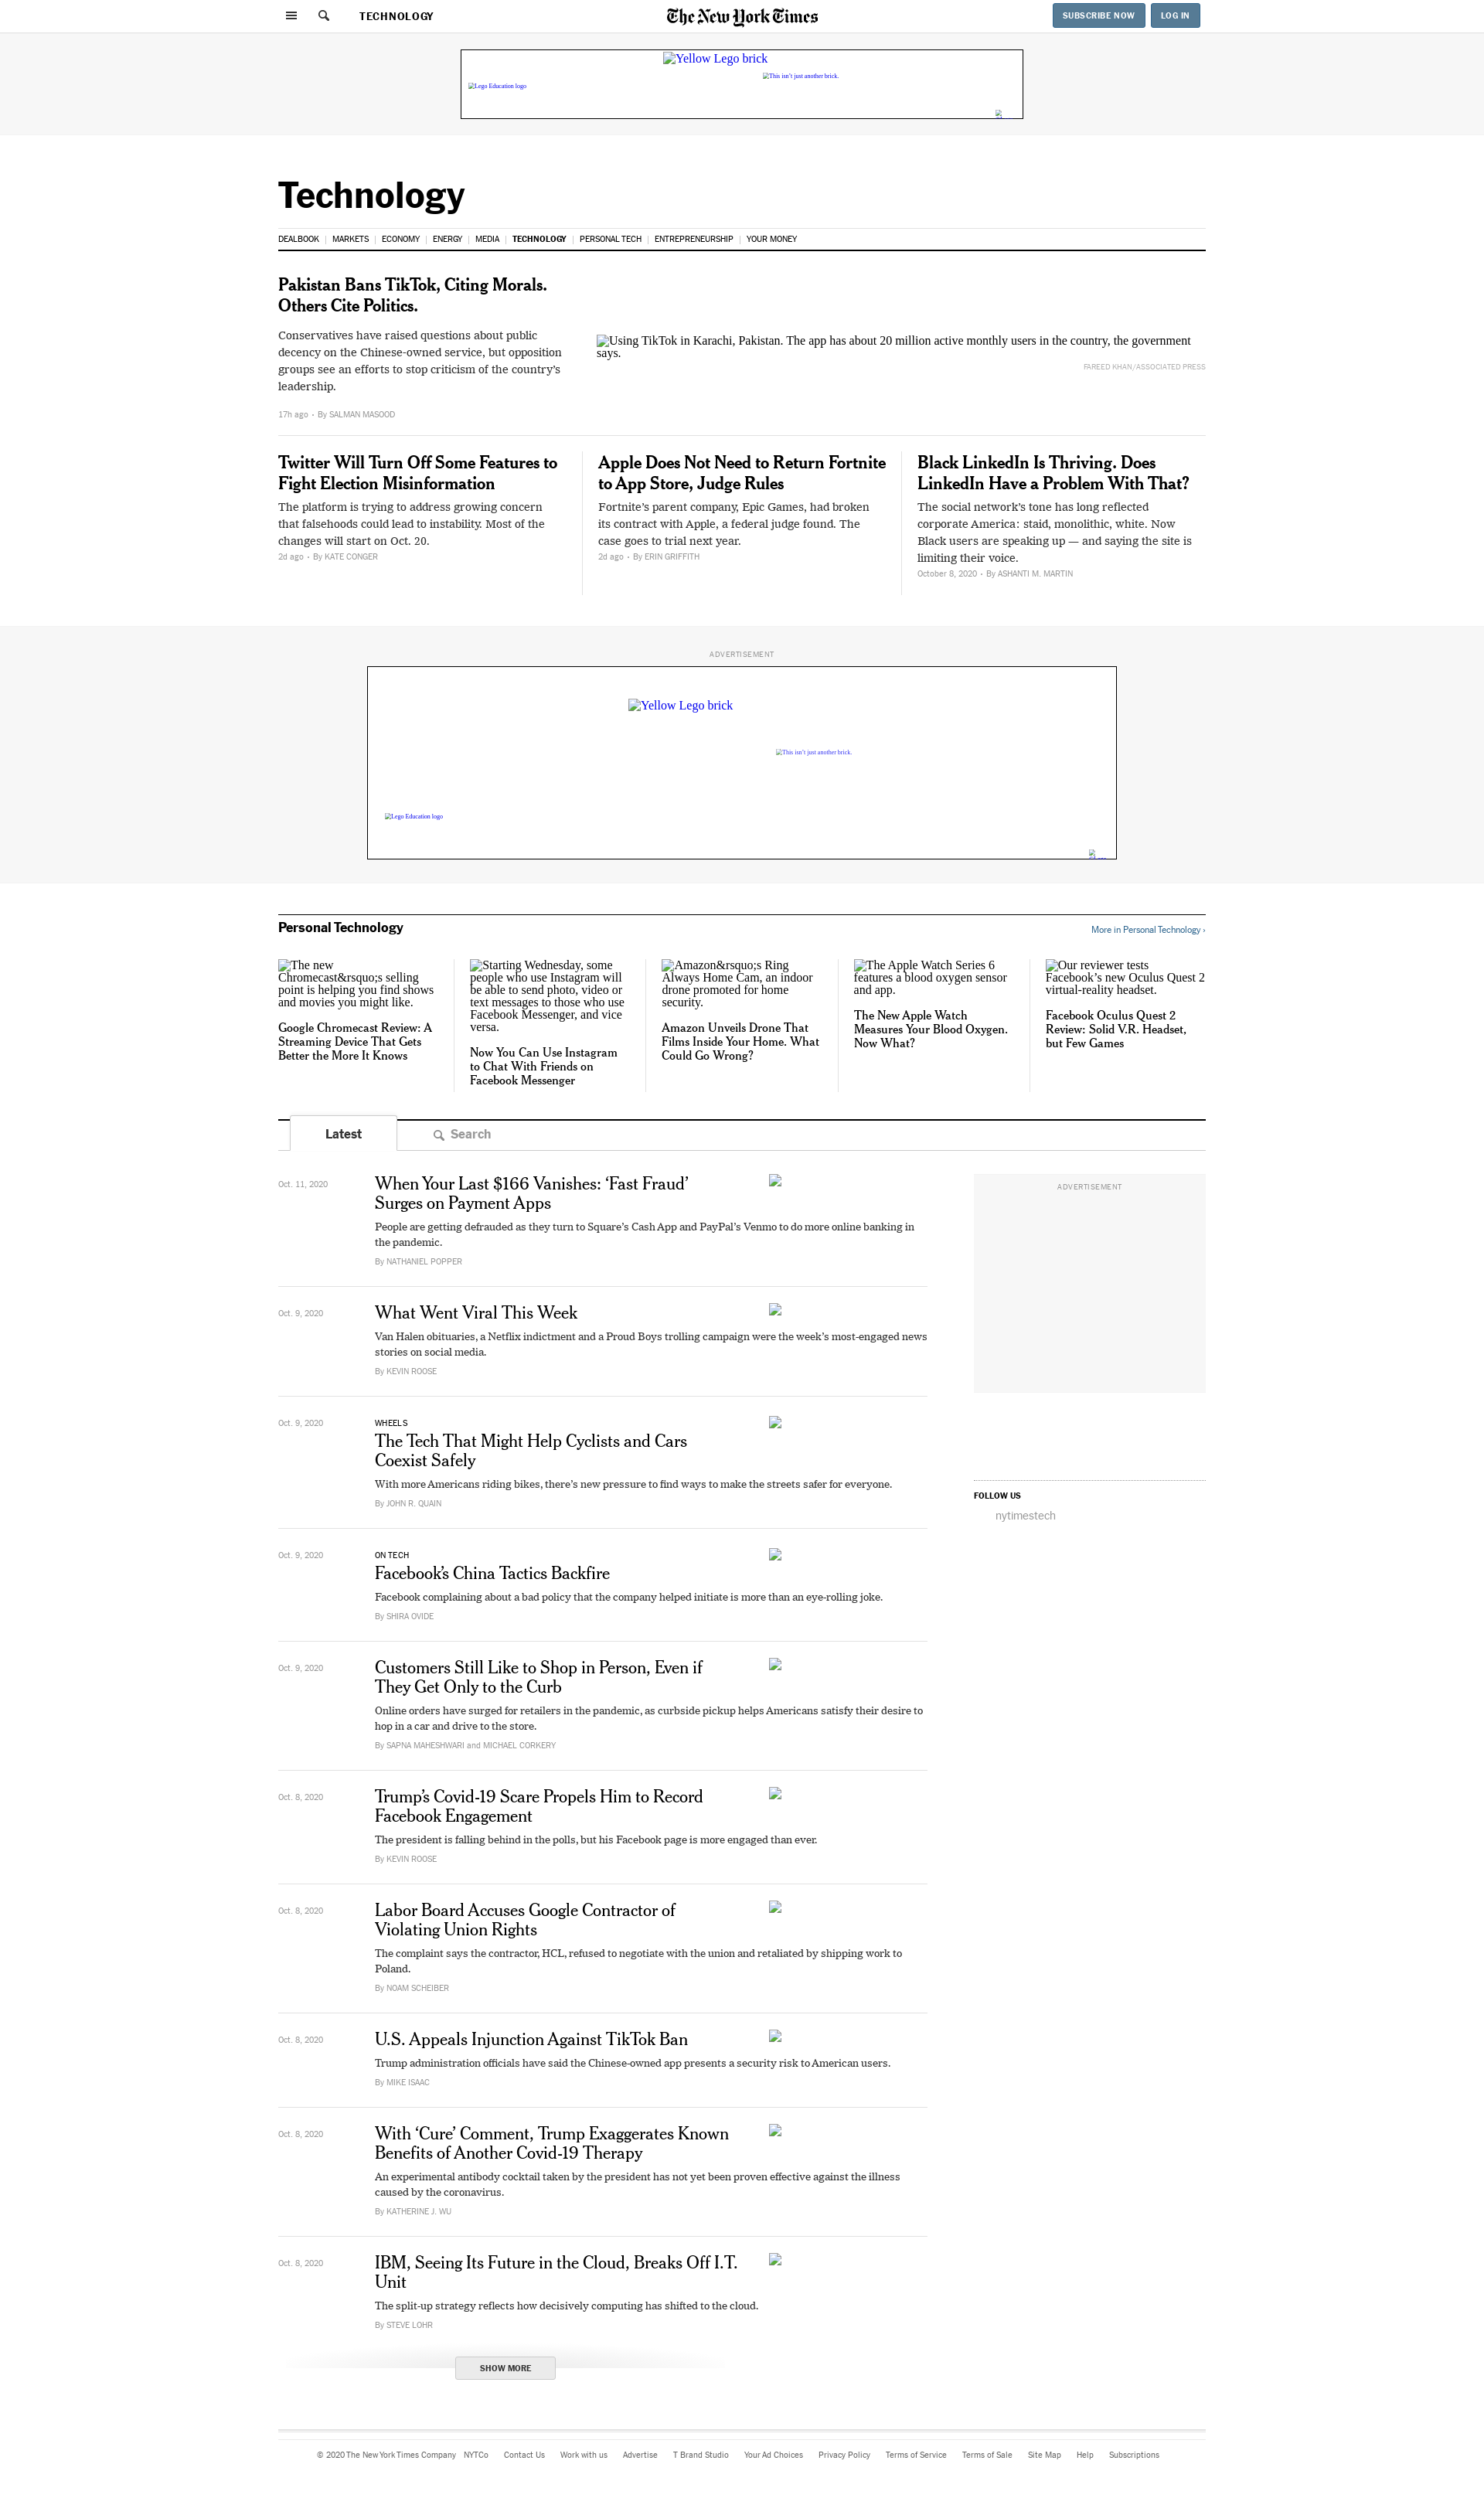 TECHNOLOGY
The New York Times
SUBSCRIBE NOW
LOG IN
Yellow Lego brick
This isn't just another brick.
Lego Education logo
Technology
DEALBOOK | MARKETS | ECONOMY | ENERGY | MEDIA | TECHNOLOGY | PERSONAL TECH | ENTREPRENEURSHIP | YOUR MONEY
Pakistan Bans TikTok, Citing Morals.
Others Cite Politics.
Conservatives have raised questions about public
decency on the Chinese-owned service, but opposition
groups see an efforts to stop criticism of the country's
leadership.
17h ago • By SALMAN MASOOD
Using TikTok in Karachi, Pakistan. The app has about 20 million active monthly users in the country, the government
says.
FAREED KHAN/ASSOCIATED PRESS
Twitter Will Turn Off Some Features to
Fight Election Misinformation
The platform is trying to address growing concern
that falsehoods could lead to instability. Most of the
changes will start on Oct. 20.
2d ago • By KATE CONGER
Apple Does Not Need to Return Fortnite
to App Store, Judge Rules
Fortnite's parent company, Epic Games, had broken
its contract with Apple, a federal judge found. The
case goes to trial next year.
2d ago • By ERIN GRIFFITH
Black LinkedIn Is Thriving. Does
LinkedIn Have a Problem With That?
The social network's tone has long reflected
corporate America: staid, monolithic, white. Now
Black users are speaking up — and saying the site is
limiting their voice.
October 8, 2020 • By ASHANTI M. MARTIN
ADVERTISEMENT
Yellow Lego brick
This isn't just another brick.
Lego Education logo
Personal Technology
More in Personal Technology ›
The new
Chromecast&rsquo;s selling
point is helping you find shows
and movies you might like.
Google Chromecast Review: A
Streaming Device That Gets
Better the More It Knows
Starting Wednesday, some
people who use Instagram will
be able to send photo, video or
text messages to those who use
Facebook Messenger, and vice
versa.
Now You Can Use Instagram
to Chat With Friends on
Facebook Messenger
Amazon&rsquo;s Ring
Always Home Cam, an indoor
drone promoted for home
security.
Amazon Unveils Drone That
Films Inside Your Home. What
Could Go Wrong?
The Apple Watch Series 6
features a blood oxygen sensor
and app.
The New Apple Watch
Measures Your Blood Oxygen.
Now What?
Our reviewer tests
Facebook's new Oculus Quest 2
virtual-reality headset.
Facebook Oculus Quest 2
Review: Solid V.R. Headset,
but Few Games
Latest
Search
Oct. 11, 2020
When Your Last $166 Vanishes: 'Fast Fraud'
Surges on Payment Apps
People are getting defrauded as they turn to Square's Cash App and PayPal's Venmo to do more online banking in
the pandemic.
By NATHANIEL POPPER
Oct. 9, 2020
What Went Viral This Week
Van Halen obituaries, a Netflix indictment and a Proud Boys trolling campaign were the week's most-engaged news
stories on social media.
By KEVIN ROOSE
Oct. 9, 2020
WHEELS
The Tech That Might Help Cyclists and Cars
Coexist Safely
With more Americans riding bikes, there's new pressure to find ways to make the streets safer for everyone.
By JOHN R. QUAIN
Oct. 9, 2020
ON TECH
Facebook's China Tactics Backfire
Facebook complaining about a bad policy that the company helped initiate is more than an eye-rolling joke.
By SHIRA OVIDE
Oct. 9, 2020
Customers Still Like to Shop in Person, Even if
They Get Only to the Curb
Online orders have surged for retailers in the pandemic, as curbside pickup helps Americans satisfy their desire to
hop in a car and drive to the store.
By SAPNA MAHESHWARI and MICHAEL CORKERY
Oct. 8, 2020
Trump's Covid-19 Scare Propels Him to Record
Facebook Engagement
The president is falling behind in the polls, but his Facebook page is more engaged than ever.
By KEVIN ROOSE
Oct. 8, 2020
Labor Board Accuses Google Contractor of
Violating Union Rights
The complaint says the contractor, HCL, refused to negotiate with the union and retaliated by shipping work to
Poland.
By NOAM SCHEIBER
Oct. 8, 2020
U.S. Appeals Injunction Against TikTok Ban
Trump administration officials have said the Chinese-owned app presents a security risk to American users.
By MIKE ISAAC
Oct. 8, 2020
With 'Cure' Comment, Trump Exaggerates Known
Benefits of Another Covid-19 Therapy
An experimental antibody cocktail taken by the president has not yet been proven effective against the illness
caused by the coronavirus.
By KATHERINE J. WU
Oct. 8, 2020
IBM, Seeing Its Future in the Cloud, Breaks Off I.T.
Unit
The split-up strategy reflects how decisively computing has shifted to the cloud.
By STEVE LOHR
SHOW MORE
ADVERTISEMENT
FOLLOW US
nytimestech
© 2020 The New York Times Company NYTCo Contact Us Work with us Advertise T Brand Studio Your Ad Choices Privacy Policy Terms of Service Terms of Sale Site Map Help Subscriptions